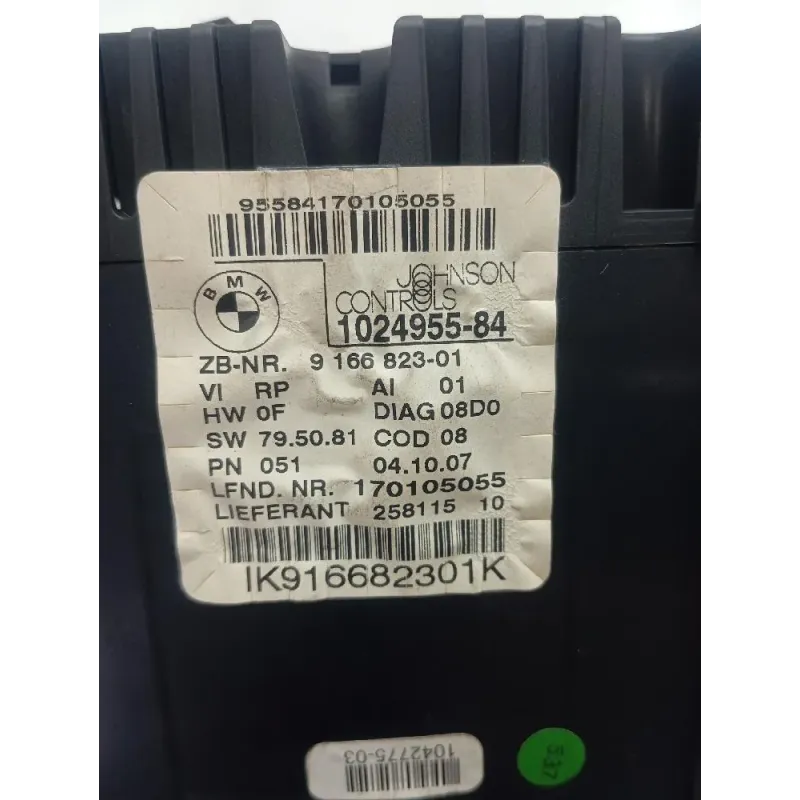 95584170105055
BMW
JOHNSON
CONTROLS
1024955-84
ZB-NR. 9 166 823-01
VI RP AI 01
HW 0F DIAG 08D0
SW 79.50.81 COD 08
PN 051 04.10.07
LFND. NR. 170105055
LIEFERANT 258115 10
IK916682301K
1042775-03
537